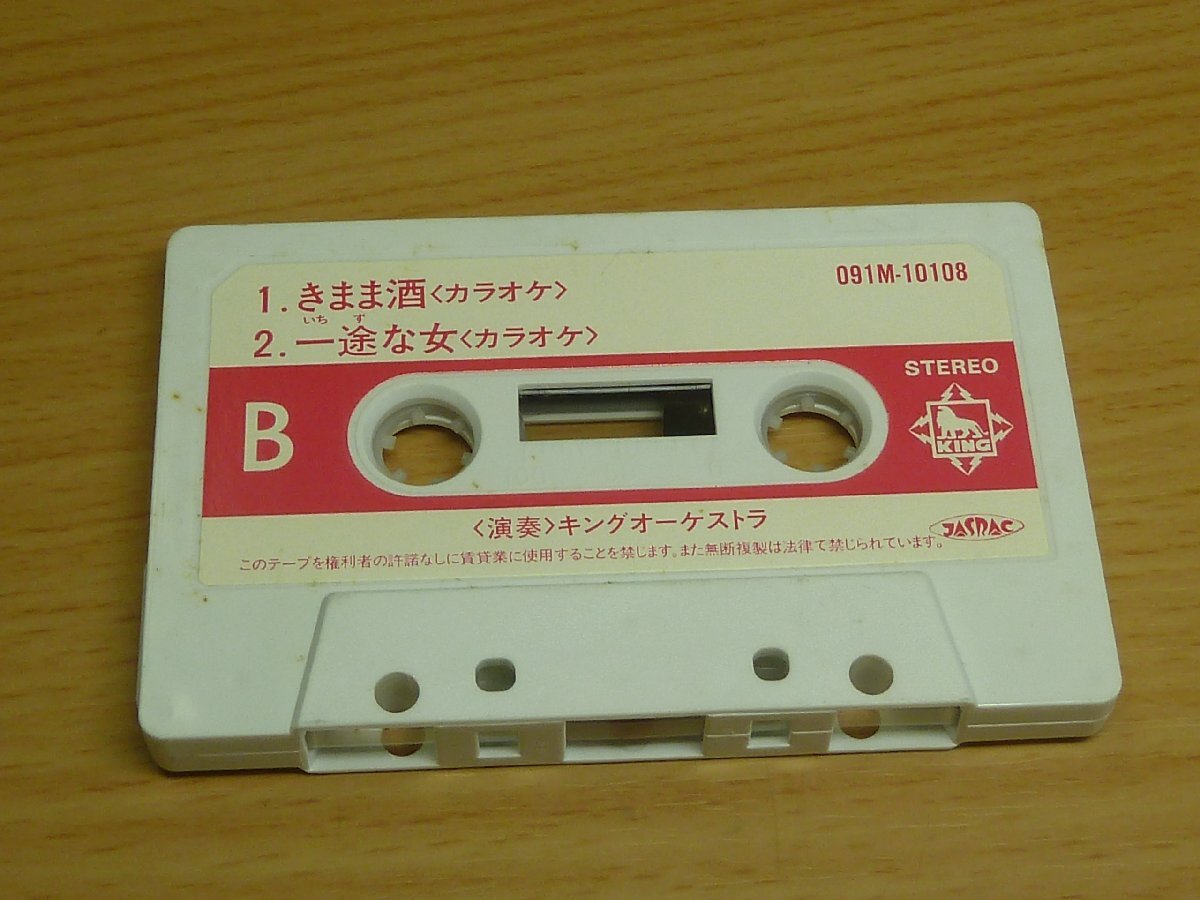 091M-10108
1.きまま酒〈カラオケ〉
いちず
2.一途な女〈カラオケ〉
STEREO
B
KING
〈演奏〉キングオーケストラ
JASRAC
このテープを権利者の許諾なしに賃貸業に使用することを禁じます。また無断複製は法律で禁じられています。